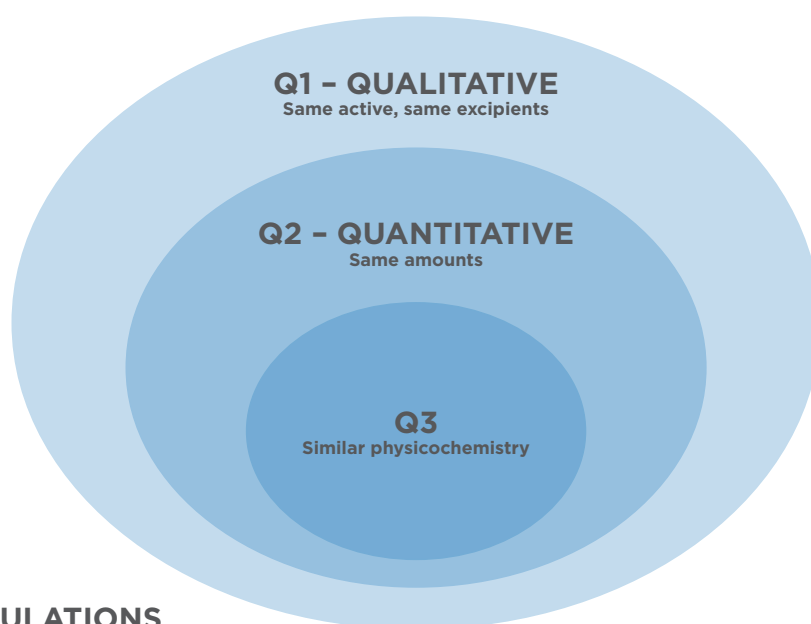 Q1 – QUALITATIVE
Same active, same excipients
Q2 – QUANTITATIVE
Same amounts
Q3
Similar physicochemistry
ULATIONS